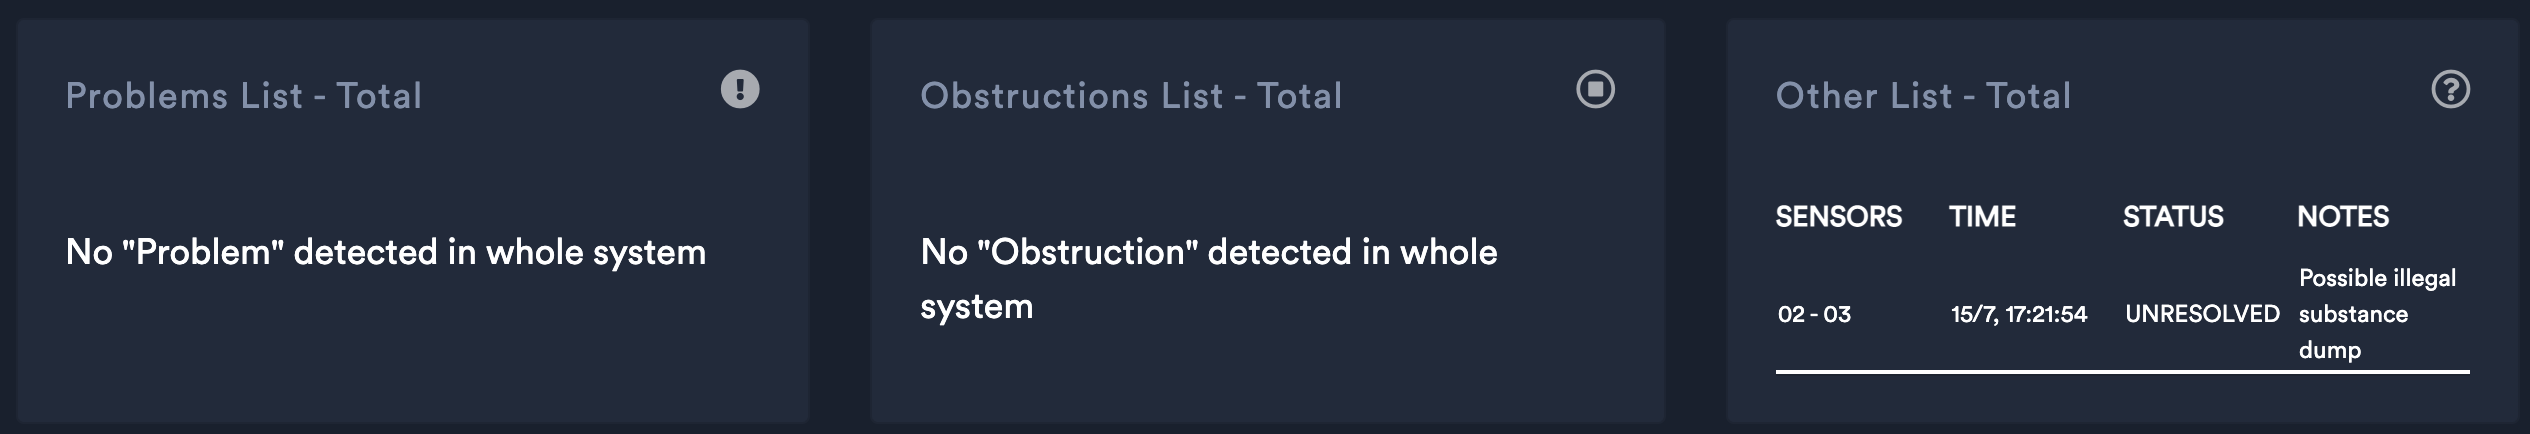 Problems List - Total
No "Problem" detected in whole system
Obstructions List - Total
No "Obstruction" detected in whole
system
Other List - Total
SENSORS TIME STATUS NOTES
02 - 03 15/7, 17:21:54 UNRESOLVED Possible illegal
substance
dump